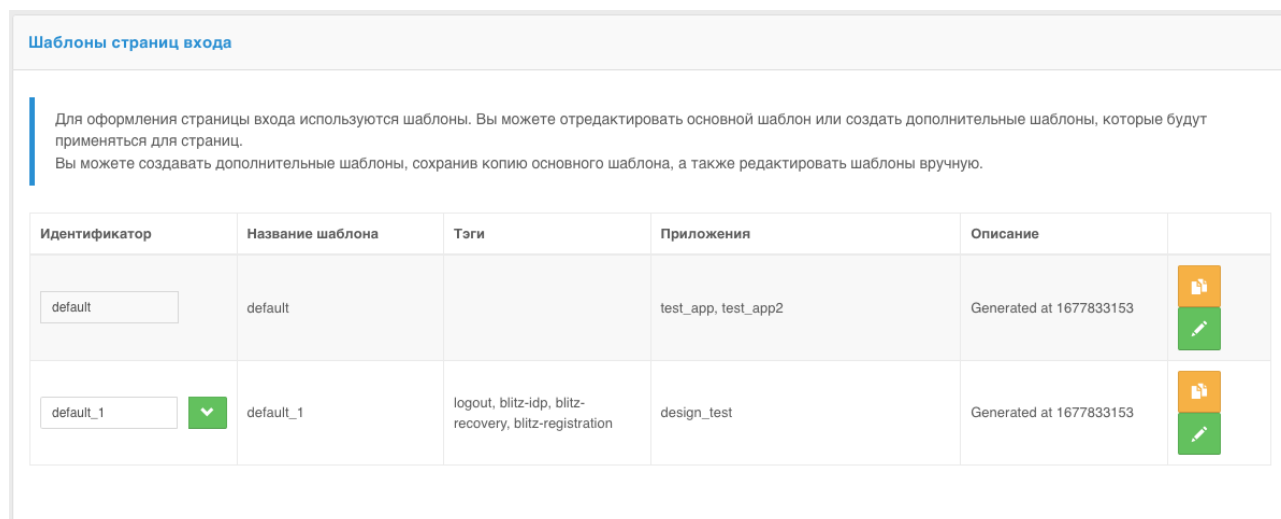 Шаблоны страниц входа
Для оформления страницы входа используются шаблоны. Вы можете отредактировать основной шаблон или создать дополнительные шаблоны, которые будут
применяться для страниц.
Вы можете создавать дополнительные шаблоны, сохранив копию основного шаблона, а также редактировать шаблоны вручную.
Идентификатор Название шаблона Тэги Приложения Описание
default default test_app, test_app2 Generated at 1677833153
default_1 default_1 logout, blitz-idp, blitz-
recovery, blitz-registration design_test Generated at 1677833153